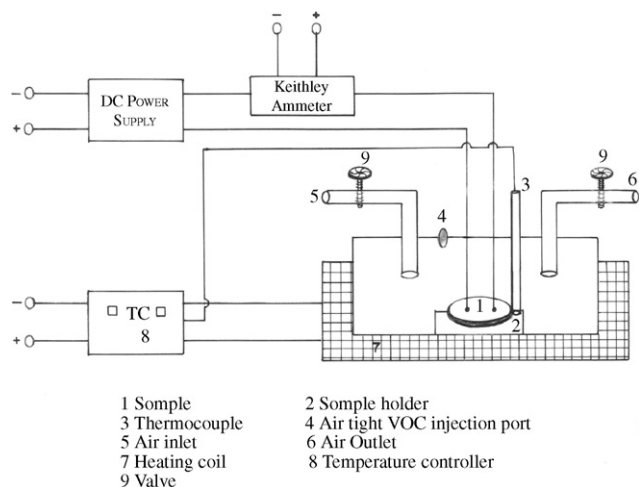 − +
Keithley
Ammeter
−
DC POWER
SUPPLY
+
9 9
5 3 6
4
− TC
8
+
1
2
7
1 Somple 2 Somple holder
3 Thermocouple 4 Air tight VOC injection port
5 Air inlet 6 Air Outlet
7 Heating coil 8 Temperature controller
9 Valve